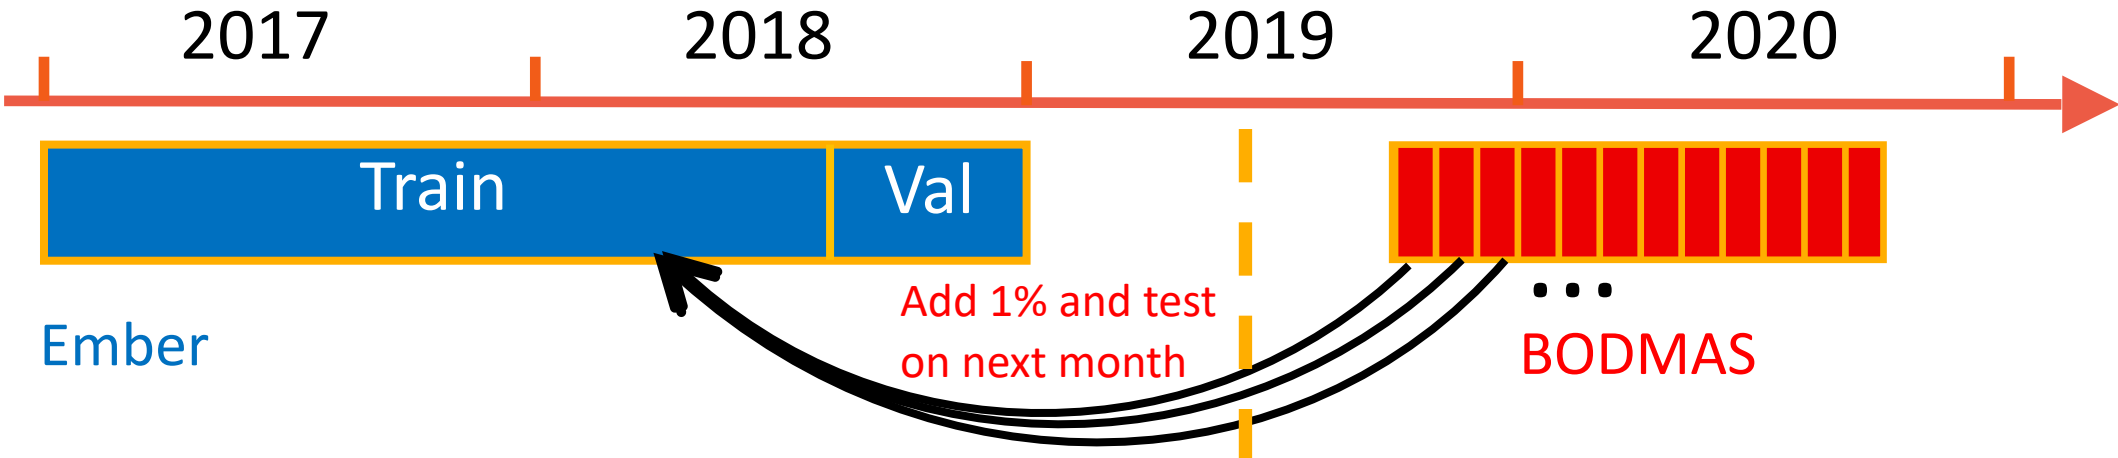 2017 2018 2019 2020
Train Val
Add 1% and test
on next month
...
Ember
BODMAS